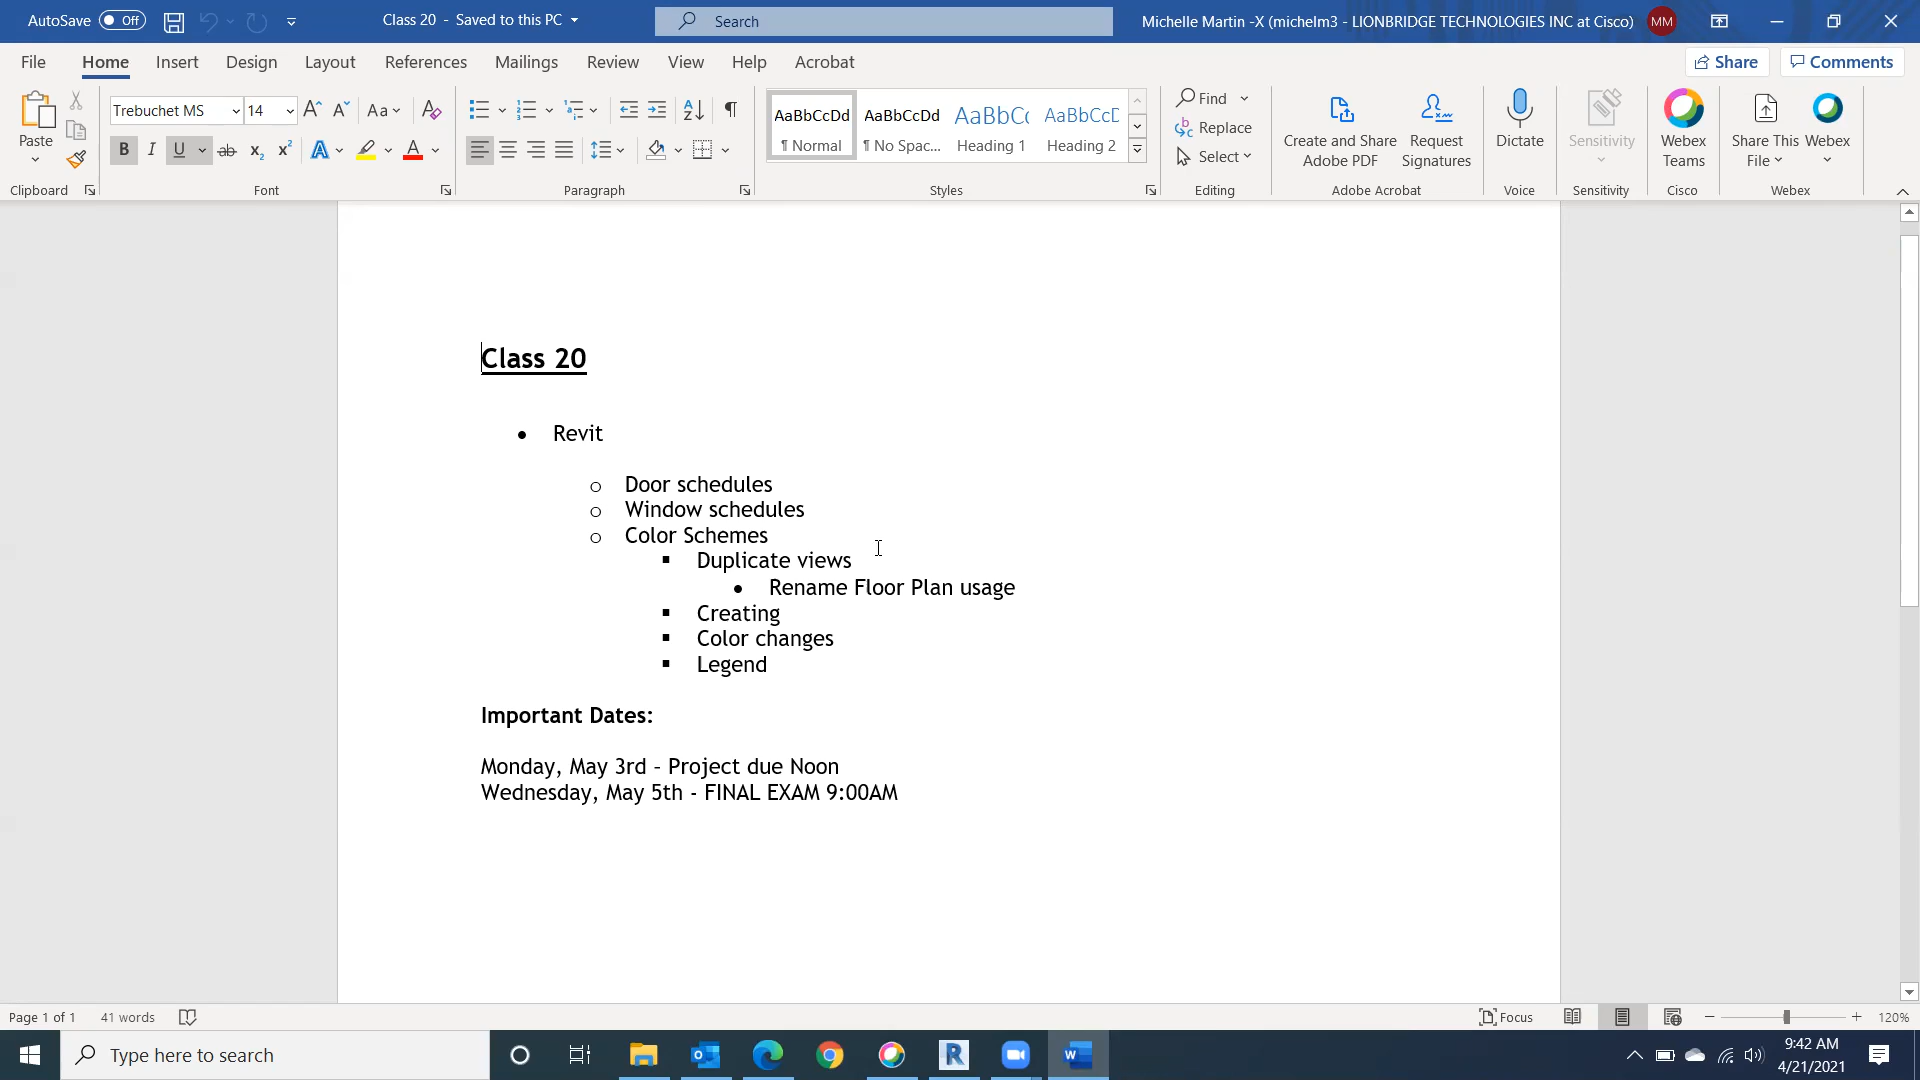 AutoSave Off Class 20 - Saved to this PC Search Michelle Martin -X (michelm3 - LIONBRIDGE TECHNOLOGIES INC at Cisco) MM
File Home Insert Design Layout References Mailings Review View Help Acrobat Share Comments
Paste
Clipboard
Trebuchet MS 14
Font
Paragraph
AaBbCcDd AaBbCcDd AaBbCc AaBbCcD
¶ Normal ¶ No Spac... Heading 1 Heading 2
Styles
Find
Replace
Select
Editing
Create and Share Adobe PDF
Request Signatures
Adobe Acrobat
Dictate
Voice
Sensitivity
Sensitivity
Webex Teams
Cisco
Share This File
Webex
Webex
Class 20
• Revit
o Door schedules
o Window schedules
o Color Schemes
▪ Duplicate views
• Rename Floor Plan usage
▪ Creating
▪ Color changes
▪ Legend
Important Dates:
Monday, May 3rd – Project due Noon
Wednesday, May 5th - FINAL EXAM 9:00AM
Page 1 of 1 41 words Focus 120%
Type here to search
9:42 AM
4/21/2021